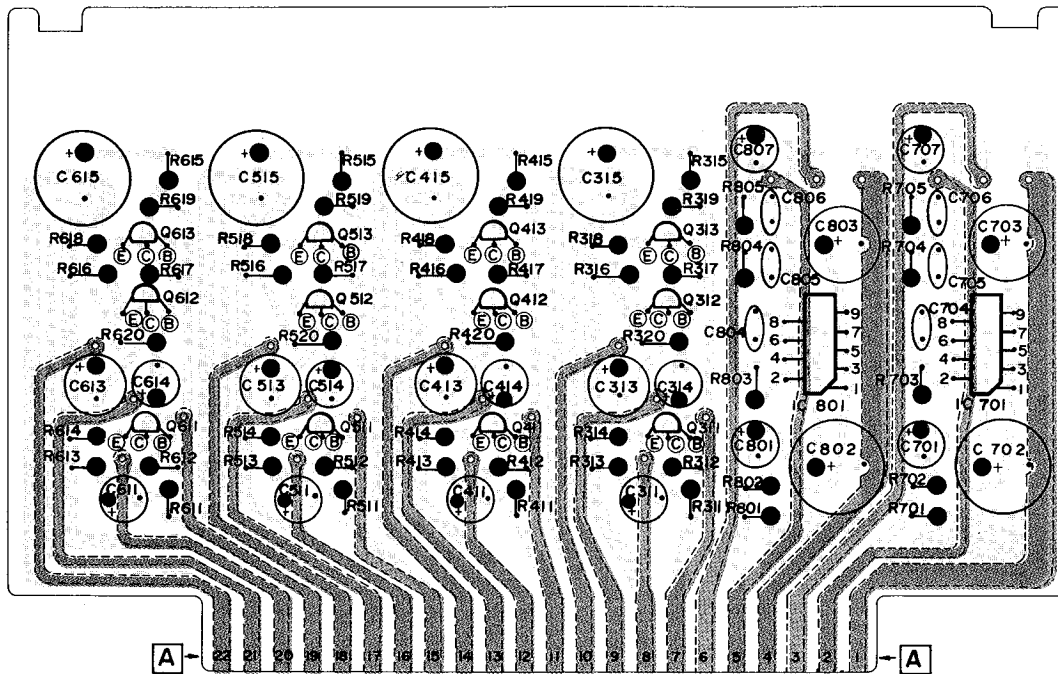 C807 C707
R615 R515 R415 R315
+ C615 + C515 + C415 + C315
R805 R705
C806 C706
R619 R519 R419 R319
R618 Q613 R518 Q513 R418 Q413 R318 Q313
C803 C703
R804 R704
E C B E C B E C B E C B
R616 R617 R516 R517 R416 R417 R316 R317
C805 C705
Q612 Q512 Q412 Q312
C804 C704
E C B E C B E C B E C B
R620 R520 R420 R320
8 6 4 2 9 7 5 3 1
8 6 4 2 9 7 5 3 1
C613 C614 C513 C514 C413 C414 C313 C314
R803 R703
IC 801 IC 701
Q611 Q511 Q411 Q311
R614 R514 R414 R314
E C B E C B E C B E C B
C801 C802 C701 C702
R613 R612 R513 R512 R413 R412 R313 R312
R802 R702
C611 C511 C411 C311
R611 R511 R411 R311
R801 R701
A 22 21 20 19 18 17 16 15 14 13 12 11 10 9 8 7 6 5 4 3 2 1 A